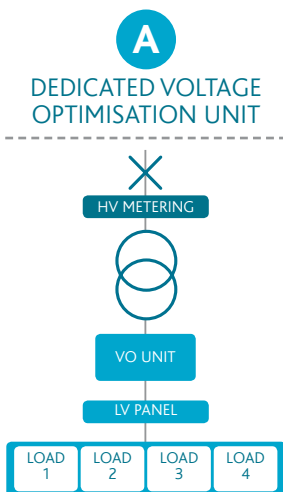 A
DEDICATED VOLTAGE
OPTIMISATION UNIT
HV METERING
VO UNIT
LV PANEL
LOAD 1
LOAD 2
LOAD 3
LOAD 4